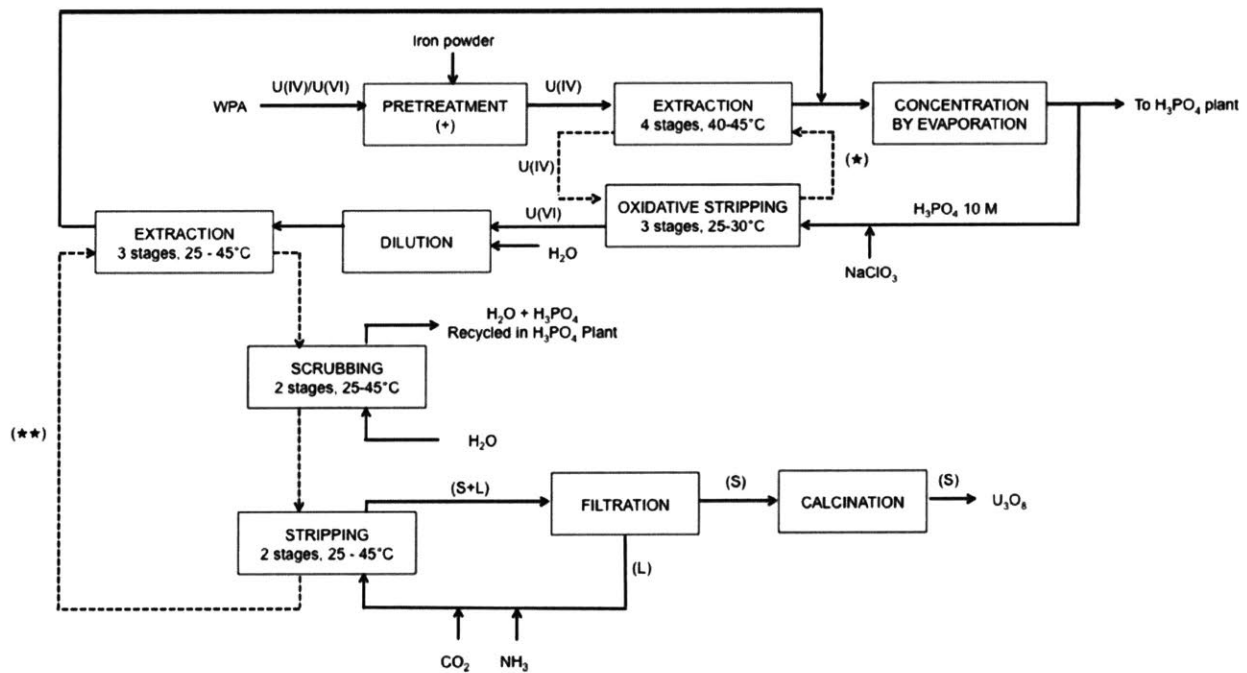 Iron powder
WPA
U(IV)/U(VI)
PRETREATMENT
(+)
U(IV)
EXTRACTION
4 stages, 40-45°C
CONCENTRATION
BY EVAPORATION
To H₃PO₄ plant
U(IV)
(★)
EXTRACTION
3 stages, 25 - 45°C
DILUTION
U(VI)
H₂O
OXIDATIVE STRIPPING
3 stages, 25-30°C
H₃PO₄ 10 M
NaClO₃
H₂O + H₃PO₄
Recycled in H₃PO₄ Plant
SCRUBBING
2 stages, 25-45°C
H₂O
(★★)
STRIPPING
2 stages, 25 - 45°C
(S+L)
FILTRATION
(S)
CALCINATION
(S)
U₃O₈
(L)
CO₂
NH₃